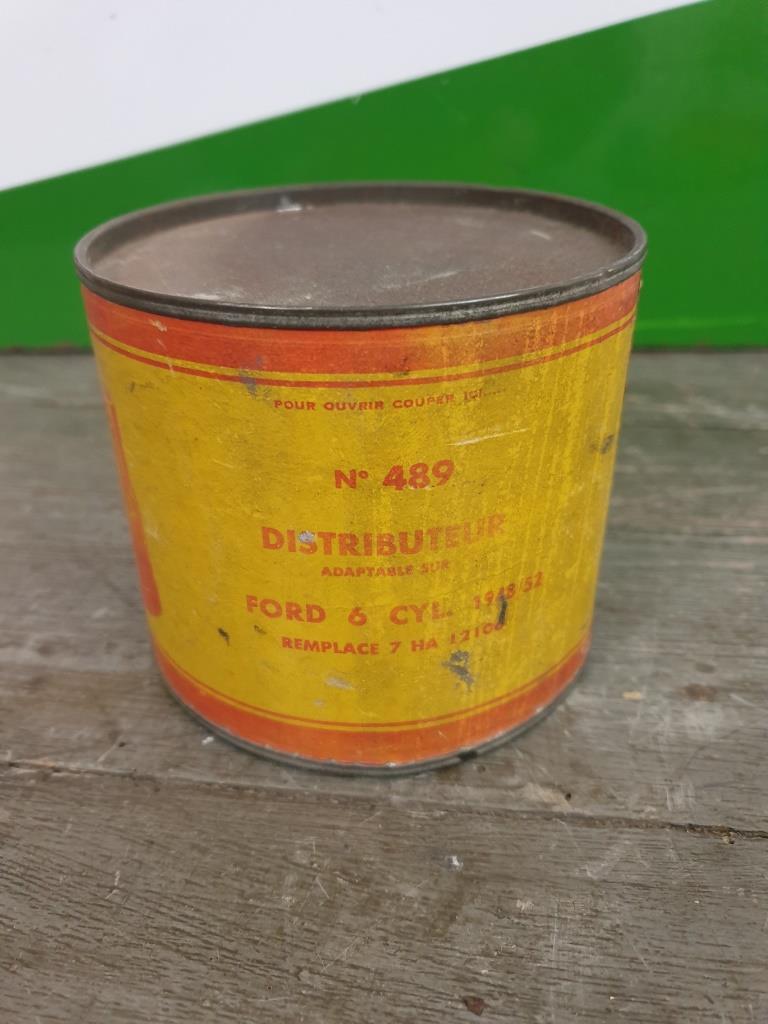 POUR OUVRIR COUPER ICI.....
N° 489
DISTRIBUTEUR
ADAPTABLE SUR
FORD 6 CYL. 1948/52
REMPLACE 7 HA 12100